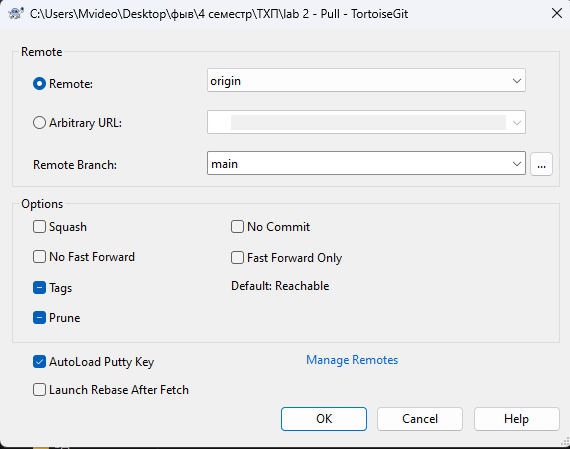 C:\Users\Mvideo\Desktop\фыв\4 семестр\ТХП\lab 2 - Pull - TortoiseGit
Remote
Remote: origin
Arbitrary URL:
Remote Branch: main ...
Options
Squash No Commit
No Fast Forward Fast Forward Only
Tags Default: Reachable
Prune
AutoLoad Putty Key Manage Remotes
Launch Rebase After Fetch
OK Cancel Help